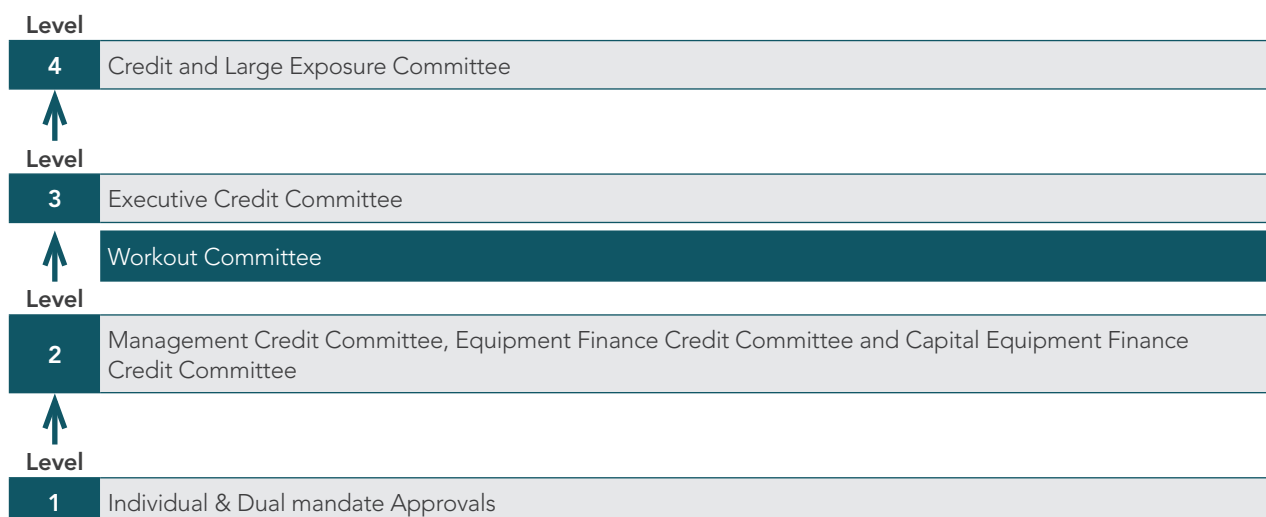 Level
4 Credit and Large Exposure Committee
Level
3 Executive Credit Committee
Workout Committee
Level
2 Management Credit Committee, Equipment Finance Credit Committee and Capital Equipment Finance
Credit Committee
Level
1 Individual & Dual mandate Approvals